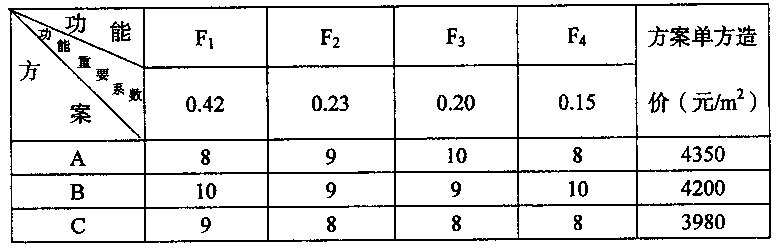 功能 F₁ F₂ F₃ F₄ 方案单方造
功能重要系数
方案 0.42 0.23 0.20 0.15 价（元/m²）
A 8 9 10 8 4350
B 10 9 9 10 4200
C 9 8 8 8 3980